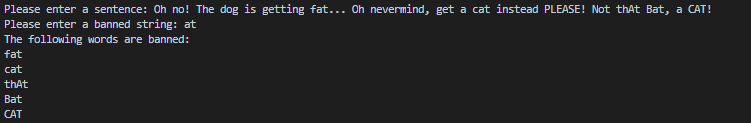 Please enter a sentence: Oh no! The dog is getting fat... Oh nevermind, get a cat instead PLEASE! Not thAt Bat, a CAT!
Please enter a banned string: at
The following words are banned:
fat
cat
thAt
Bat
CAT